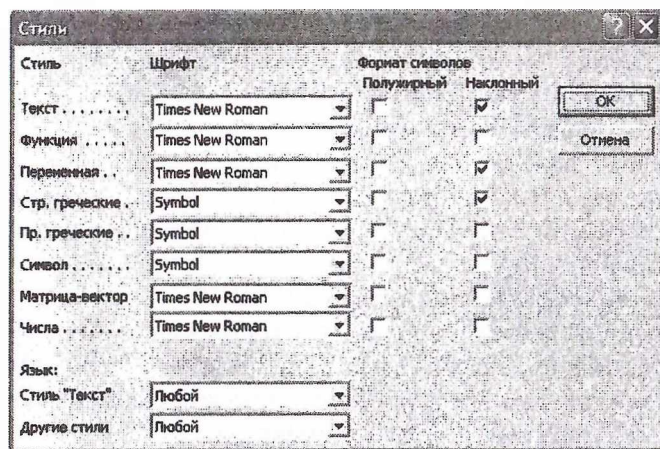 Стили
Стиль Шрифт Формат символов
Полужирный Наклонный
Текст . . . . . . . . Times New Roman OK
Функция . . . . . Times New Roman Отмена
Переменная . . Times New Roman
Стр. греческие . Symbol
Пр. греческие . . Symbol
Символ . . . . . . . Symbol
Матрица-вектор Times New Roman
Числа . . . . . . . Times New Roman
Язык:
Стиль "Текст" Любой
Другие стили Любой